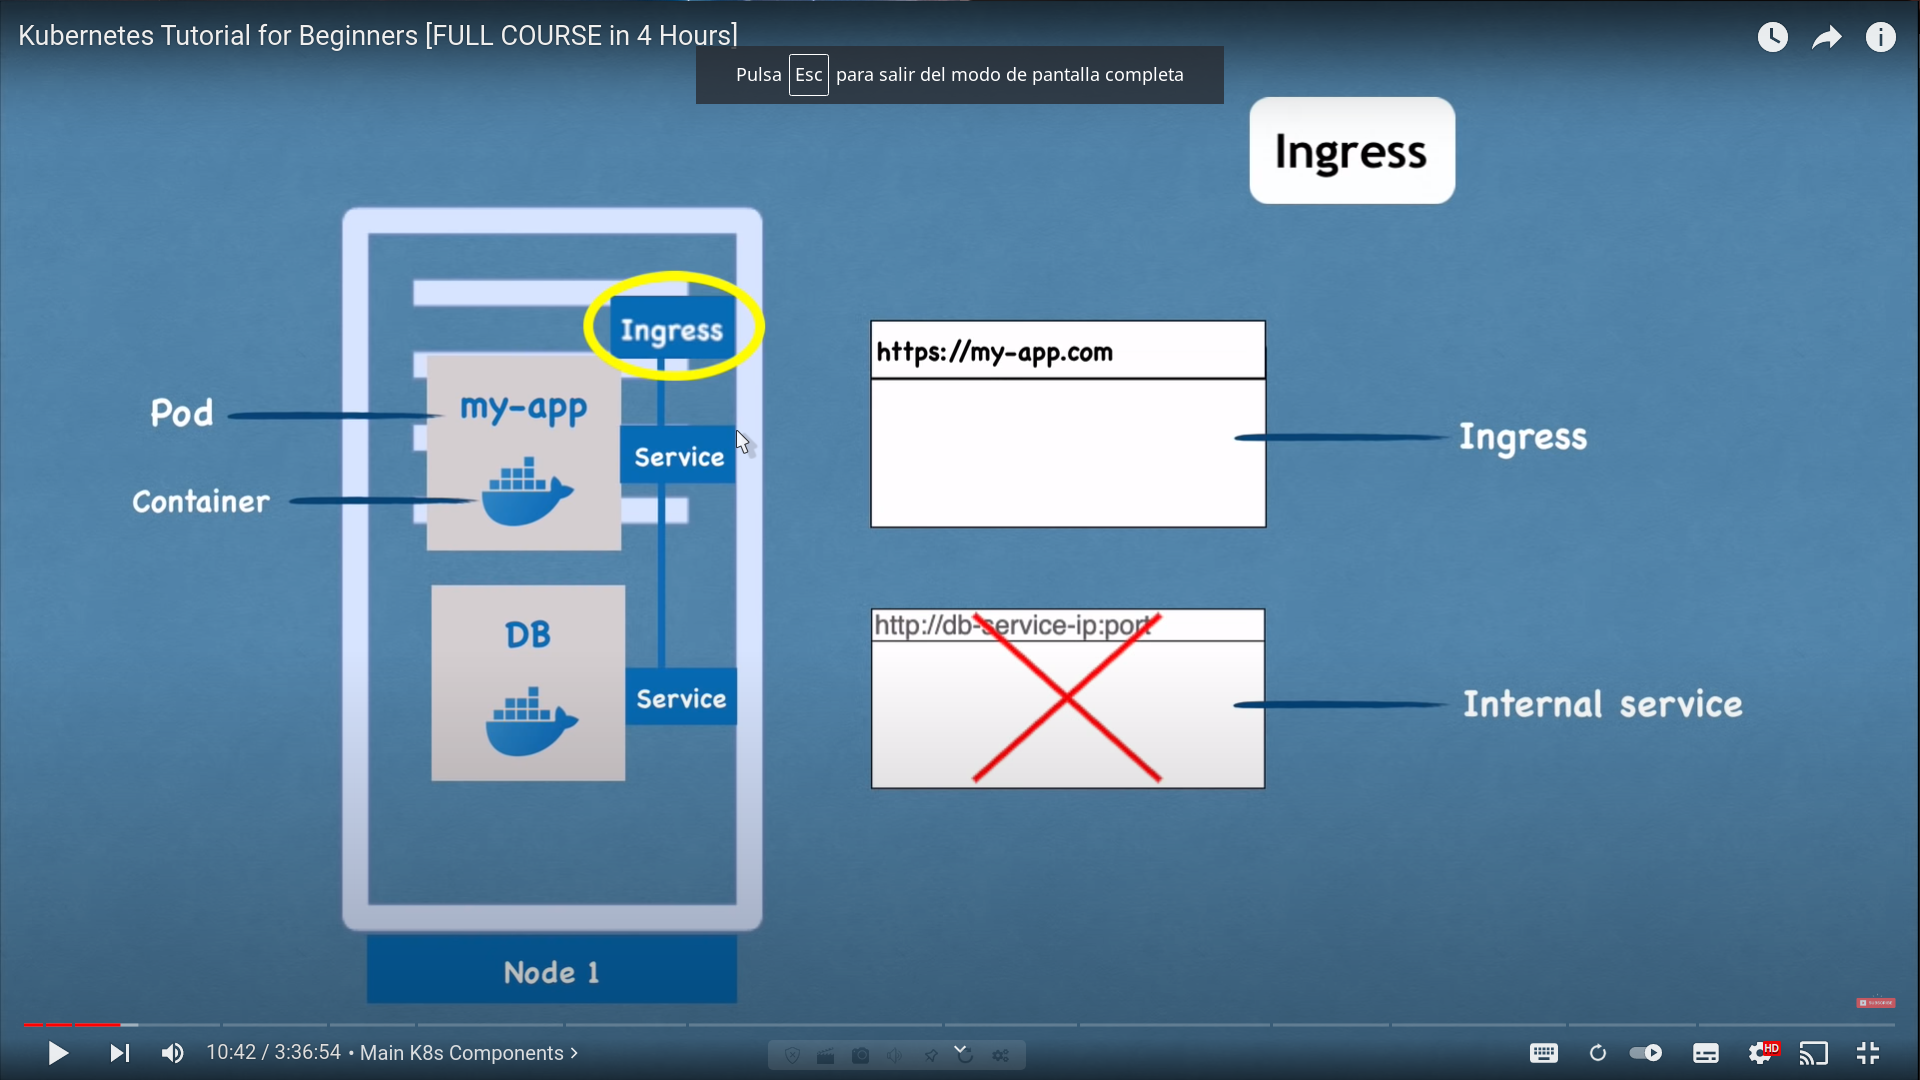 Kubernetes Tutorial for Beginners [FULL COURSE in 4 Hours]
Pulsa Esc para salir del modo de pantalla completa
Ingress
Ingress
https://my-app.com
Pod
my-app
Ingress
Service
Container
http://db-service-ip:port
DB
Service
Internal service
Node 1
10:42 / 3:36:54 • Main K8s Components >
HD